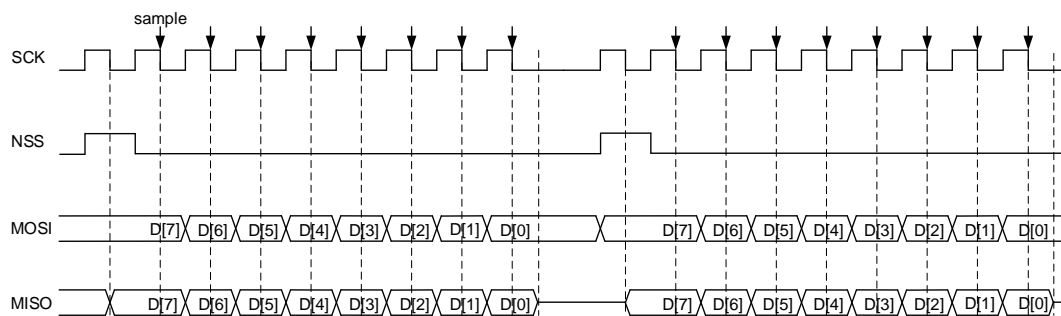 sample
SCK
NSS
MOSI D[7] D[6] D[5] D[4] D[3] D[2] D[1] D[0] D[7] D[6] D[5] D[4] D[3] D[2] D[1] D[0]
MISO D[7] D[6] D[5] D[4] D[3] D[2] D[1] D[0] D[7] D[6] D[5] D[4] D[3] D[2] D[1] D[0]